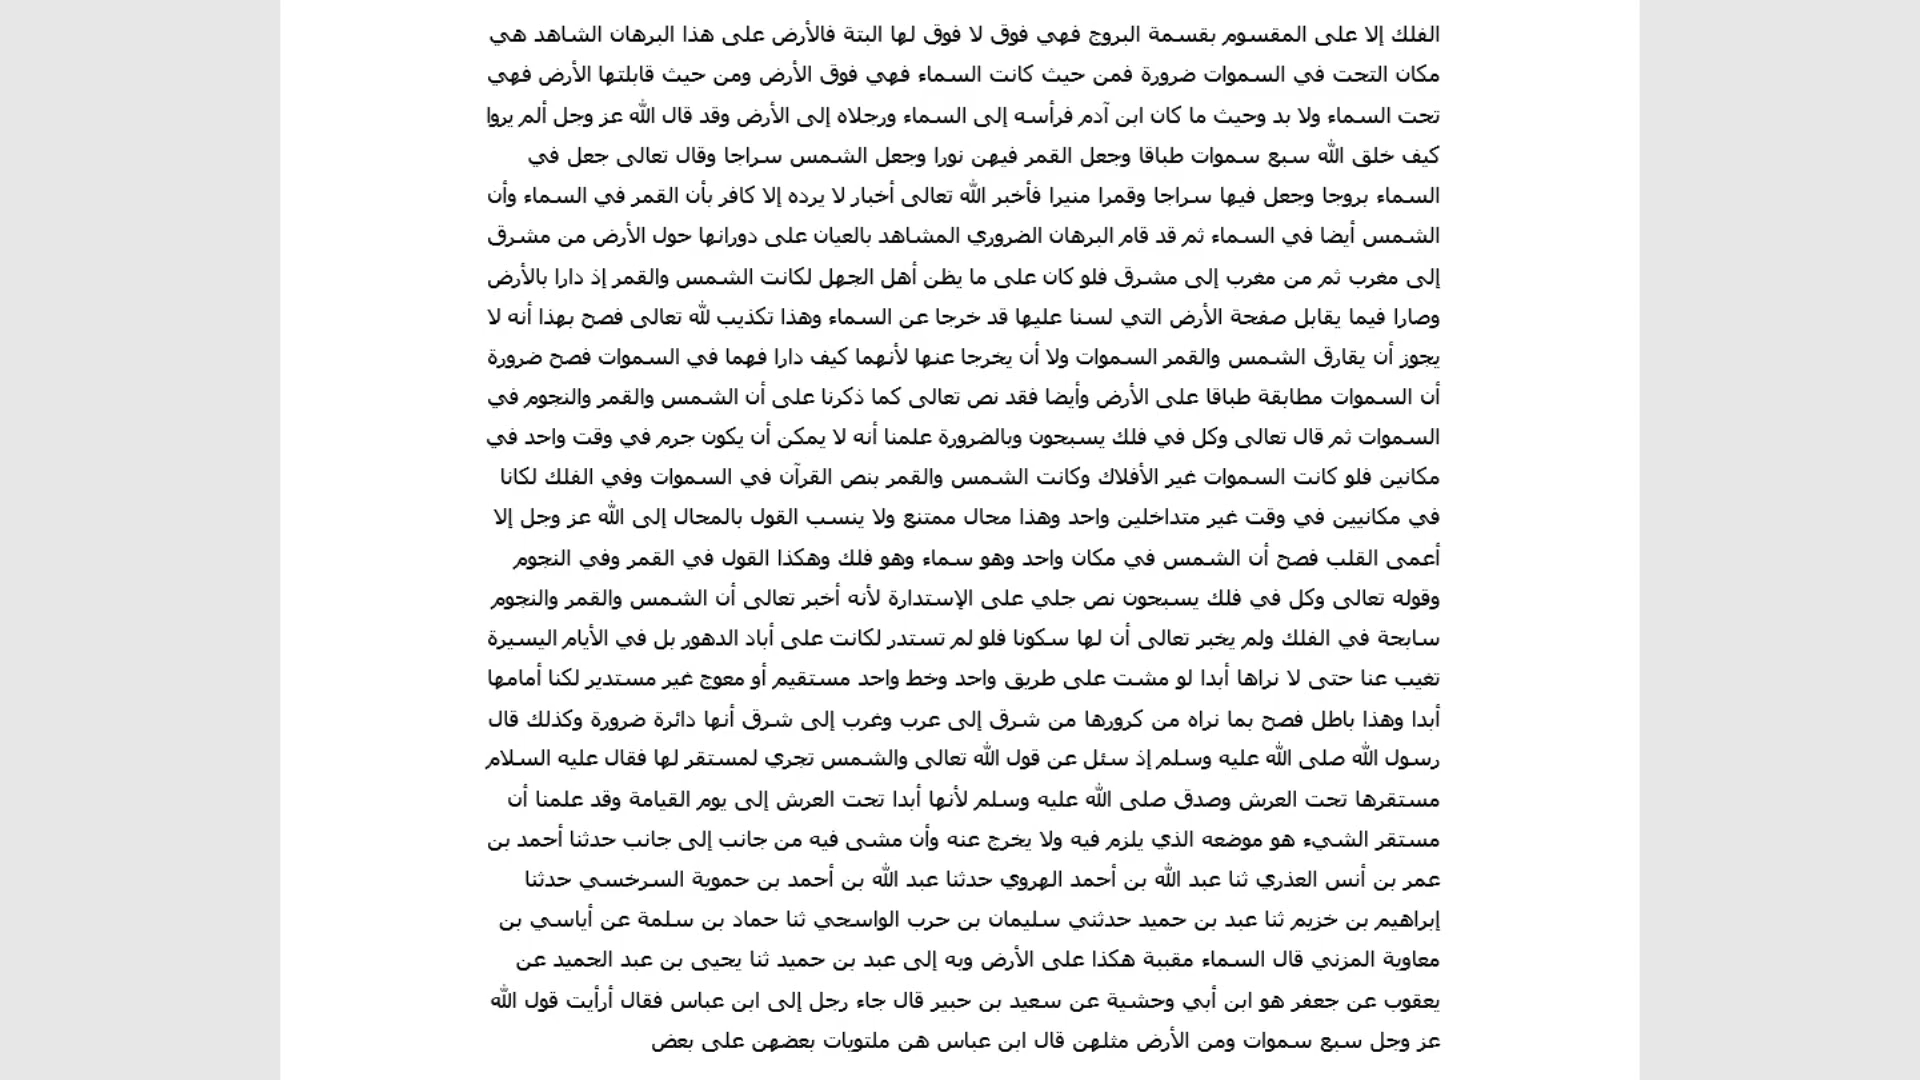 الفلك إلا على المقسوم بقسمة البروج فهي فوق لا فوق لها البتة فالأرض على هذا البرهان الشاهد هي
مكان التحت في السموات ضرورة فمن حيث كانت السماء فهي فوق الأرض ومن حيث قابلتها الأرض فهي
تحت السماء ولا بد وحيث ما كان ابن آدم فرأسه إلى السماء ورجلاه إلى الأرض وقد قال الله عز وجل ألم يروا
كيف خلق الله سبع سموات طباقا وجعل القمر فيهن نورا وجعل الشمس سراجا وقال تعالى جعل في
السماء بروجا وجعل فيها سراجا وقمرا منيرا فأخبر الله تعالى أخبار لا يرده إلا كافر بأن القمر في السماء وأن
الشمس أيضا في السماء ثم قد قام البرهان الضروري المشاهد بالعيان على دورانها حول الأرض من مشرق
إلى مغرب ثم من مغرب إلى مشرق فلو كان على ما يظن أهل الجهل لكانت الشمس والقمر إذ دارا بالأرض
وصارا فيما يقابل صفحة الأرض التي لسنا عليها قد خرجا عن السماء وهذا تكذيب لله تعالى فصح بهذا أنه لا
يجوز أن يقارق الشمس والقمر السموات ولا أن يخرجا عنها لأنهما كيف دارا فهما في السموات فصح ضرورة
أن السموات مطابقة طباقا على الأرض وأيضا فقد نص تعالى كما ذكرنا على أن الشمس والقمر والنجوم في
السموات ثم قال تعالى وكل في فلك يسبحون وبالضرورة علمنا أنه لا يمكن أن يكون جرم في وقت واحد في
مكانين فلو كانت السموات غير الأفلاك وكانت الشمس والقمر بنص القرآن في السموات وفي الفلك لكانا
في مكانيين في وقت غير متداخلين واحد وهذا محال ممتنع ولا ينسب القول بالمحال إلى الله عز وجل إلا
أعمى القلب فصح أن الشمس في مكان واحد وهو سماء وهو فلك وهكذا القول في القمر وفي النجوم
وقوله تعالى وكل في فلك يسبحون نص جلي على الإستدارة لأنه أخبر تعالى أن الشمس والقمر والنجوم
سابحة في الفلك ولم يخبر تعالى أن لها سكونا فلو لم تستدر لكانت على أباد الدهور بل في الأيام اليسيرة
تغيب عنا حتى لا نراها أبدا لو مشت على طريق واحد وخط واحد مستقيم أو معوج غير مستدير لكنا أمامها
أبدا وهذا باطل فصح بما نراه من كرورها من شرق إلى عرب وغرب إلى شرق أنها دائرة ضرورة وكذلك قال
رسول الله صلى الله عليه وسلم إذ سئل عن قول الله تعالى والشمس تجري لمستقر لها فقال عليه السلام
مستقرها تحت العرش وصدق صلى الله عليه وسلم لأنها أبدا تحت العرش إلى يوم القيامة وقد علمنا أن
مستقر الشيء هو موضعه الذي يلزم فيه ولا يخرج عنه وأن مشى فيه من جانب إلى جانب حدثنا أحمد بن
عمر بن أنس العذري ثنا عبد الله بن أحمد الهروي حدثنا عبد الله بن أحمد بن حموية السرخسي حدثنا
إبراهيم بن خزيم ثنا عبد بن حميد حدثني سليمان بن حرب الواسحي ثنا حماد بن سلمة عن أياسي بن
معاوية المزني قال السماء مقببة هكذا على الأرض وبه إلى عبد بن حميد ثنا يحيى بن عبد الحميد عن
يعقوب عن جعفر هو ابن أبي وحشية عن سعيد بن حبير قال جاء رجل إلى ابن عباس فقال أرأيت قول الله
عز وجل سبع سموات ومن الأرض مثلهن قال ابن عباس هن ملتويات بعضهن على بعض